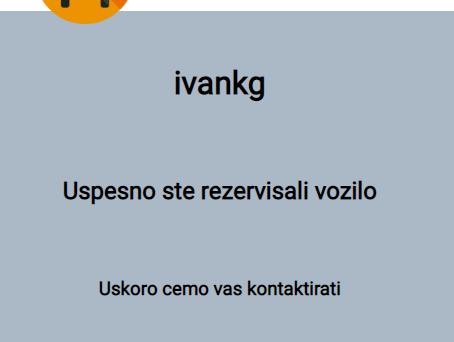 ivankg
Uspesno ste rezervisali vozilo
Uskoro cemo vas kontaktirati